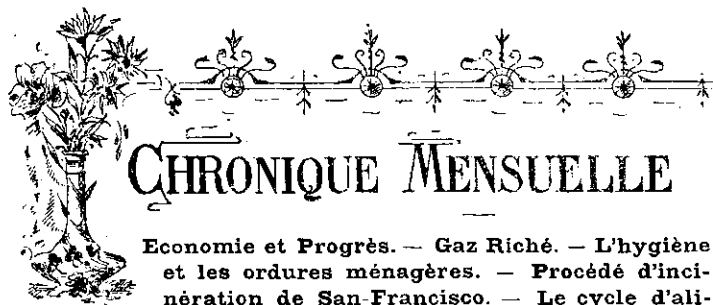 CHRONIQUE MENSUELLE
Economie et Progrès. — Gaz Riché. — L'hygiène
et les ordures ménagères. — Procédé d'inci-
nération de San-Francisco. — Le cycle d'ali-